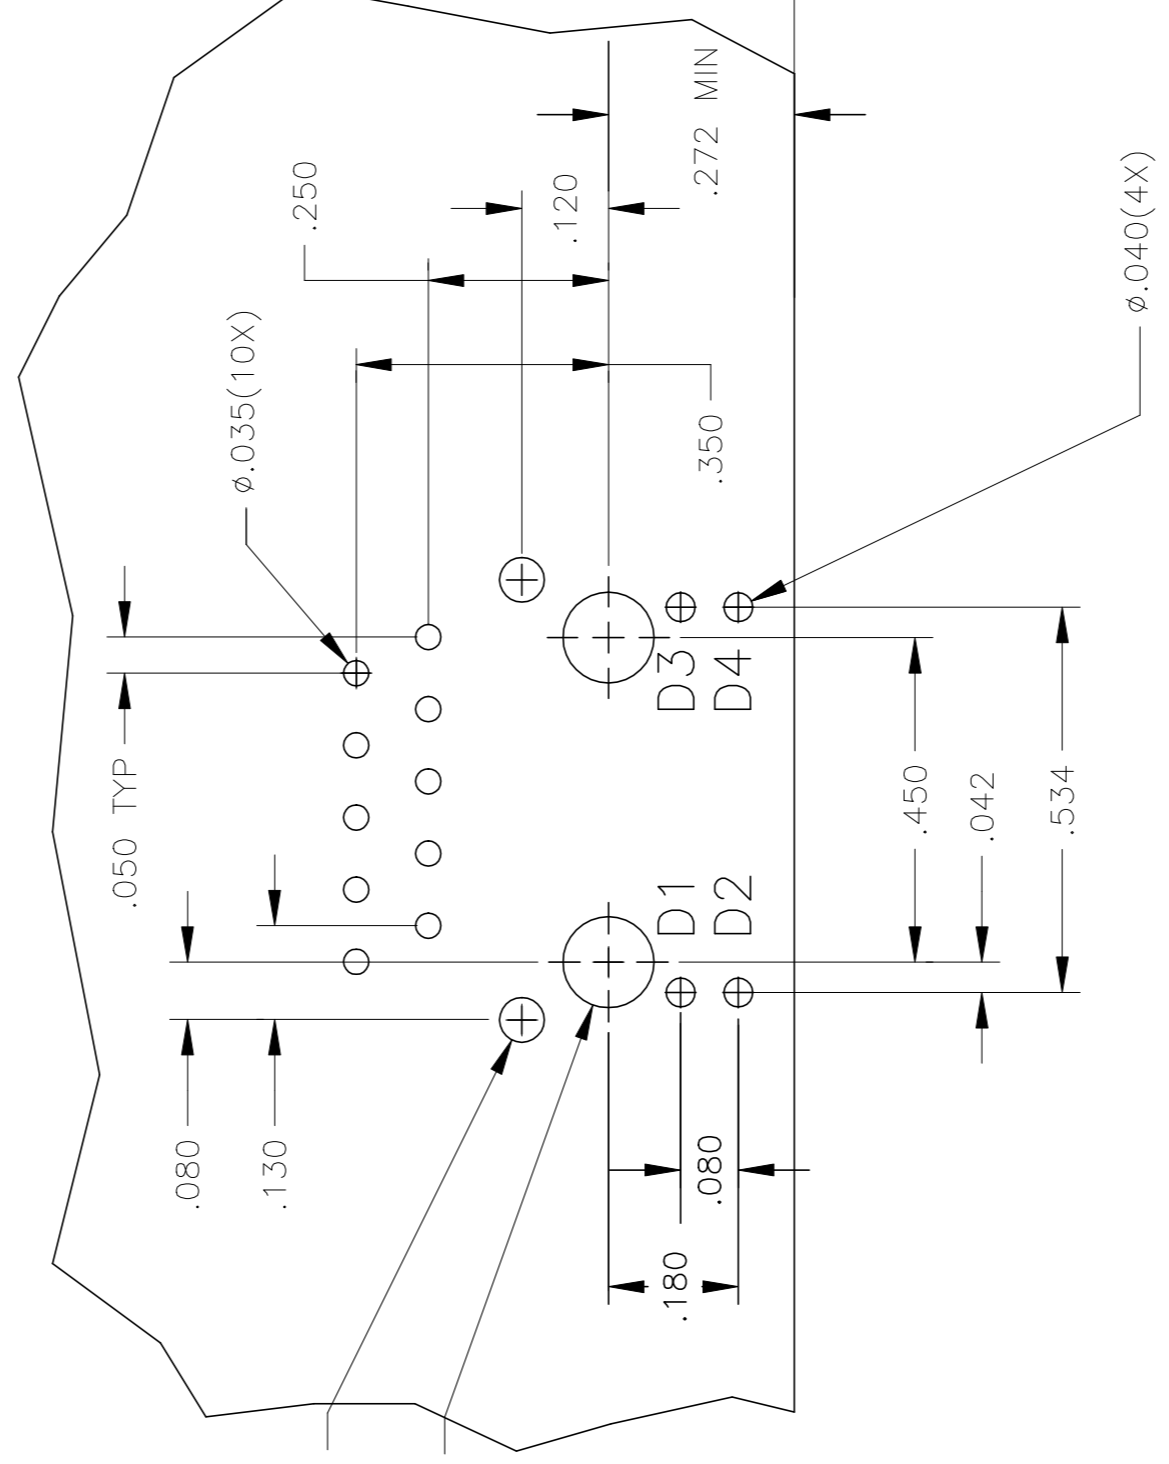 .272 MIN
.250
.120
ø.040(4X)
ø.035(10X)
.350
.050 TYP
D3
D4
.450
.042
.534
D1
D2
.080
.130
.080
.180